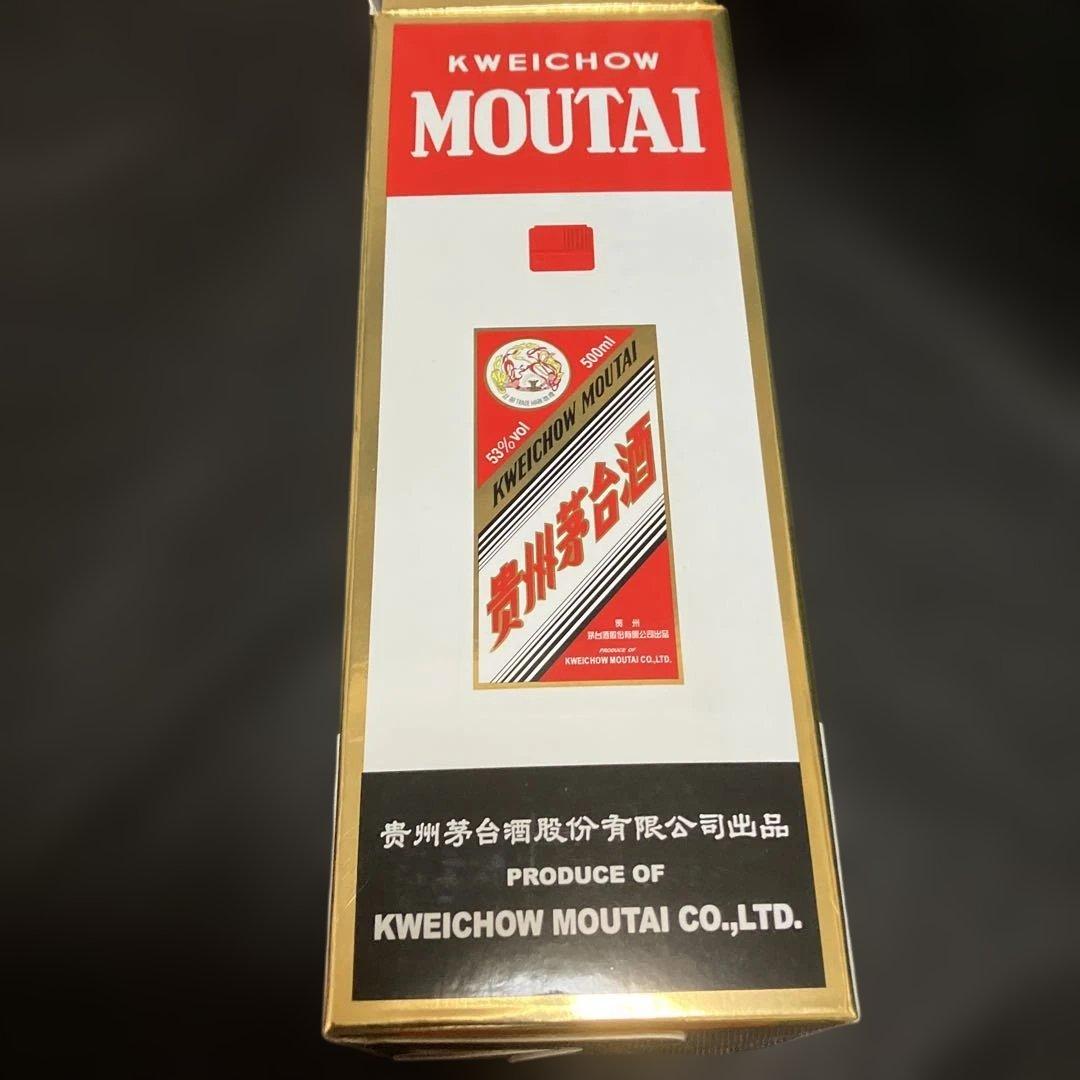 KWEICHOW
MOUTAI
TRADE MARK
500ml
53%vol
KWEICHOW MOUTAI
贵州茅台酒
贵州
茅台酒股份有限公司出品
PRODUCE OF
KWEICHOW MOUTAI CO.,LTD.
贵州茅台酒股份有限公司出品
PRODUCE OF
KWEICHOW MOUTAI CO.,LTD.